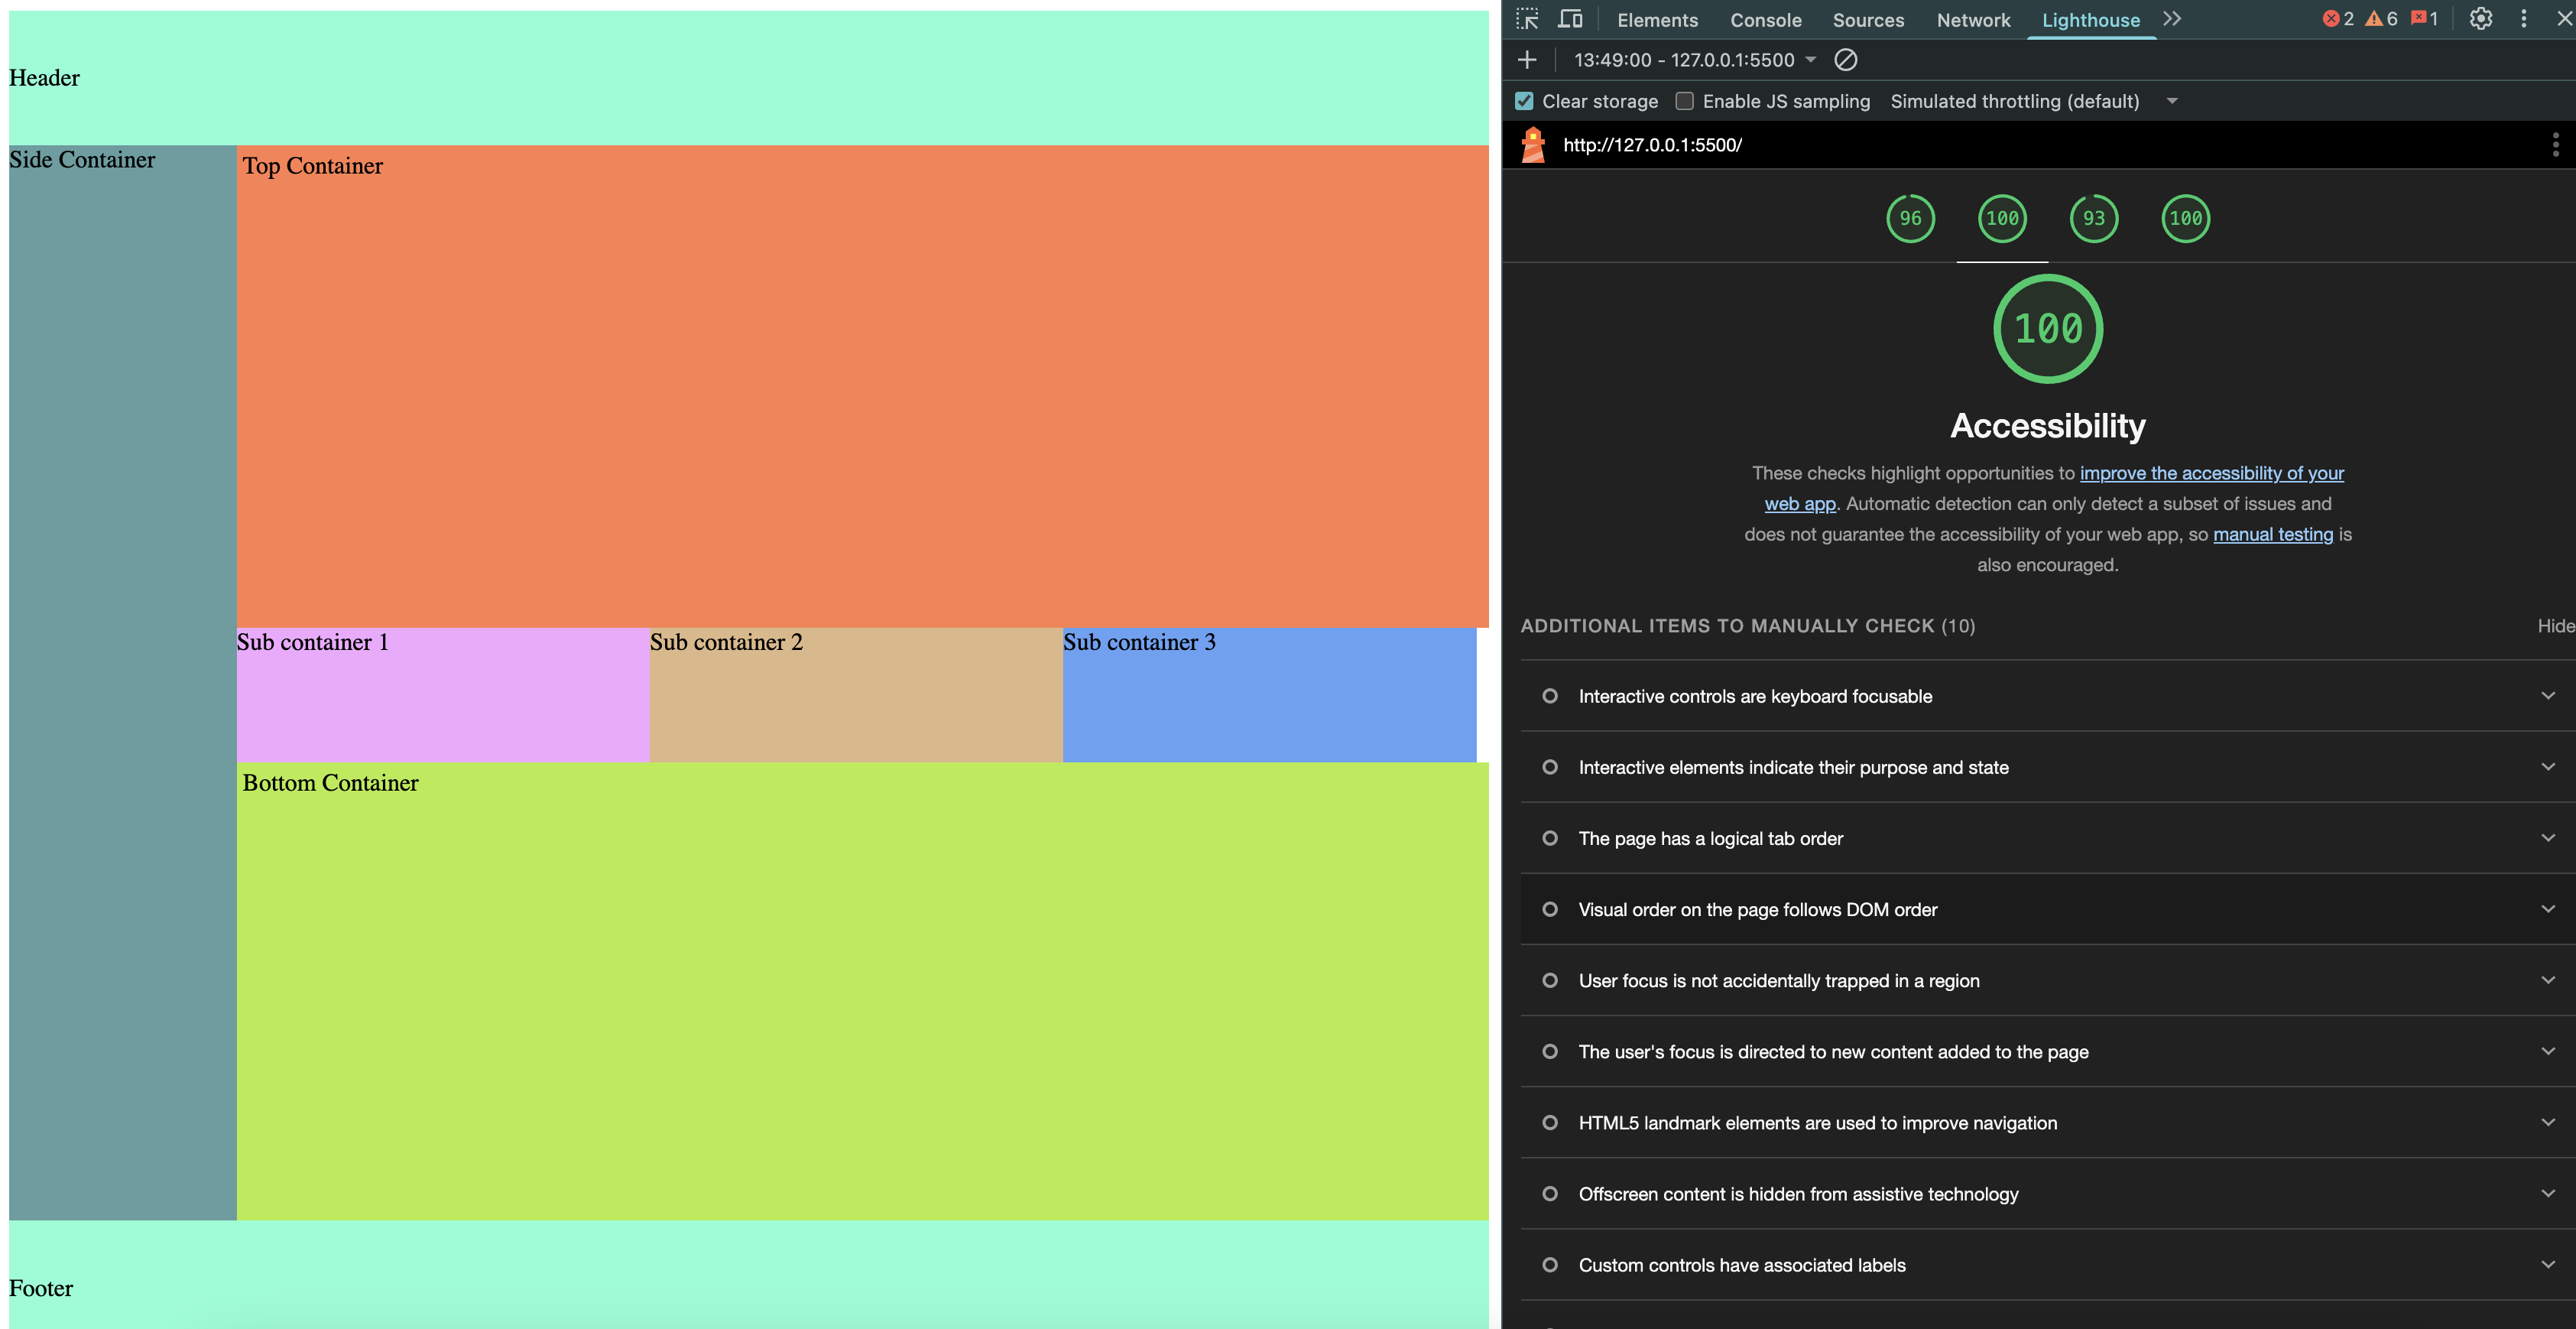 Header
Side Container
Top Container
Sub container 1
Sub container 2
Sub container 3
Bottom Container
Footer
Elements Console Sources Network Lighthouse 2 6 1
13:49:00 - 127.0.0.1:5500
Clear storage Enable JS sampling Simulated throttling (default)
http://127.0.0.1:5500/
96 100 93 100
100
Accessibility
These checks highlight opportunities to improve the accessibility of your
web app. Automatic detection can only detect a subset of issues and
does not guarantee the accessibility of your web app, so manual testing is
also encouraged.
ADDITIONAL ITEMS TO MANUALLY CHECK (10) Hide
Interactive controls are keyboard focusable
Interactive elements indicate their purpose and state
The page has a logical tab order
Visual order on the page follows DOM order
User focus is not accidentally trapped in a region
The user's focus is directed to new content added to the page
HTML5 landmark elements are used to improve navigation
Offscreen content is hidden from assistive technology
Custom controls have associated labels